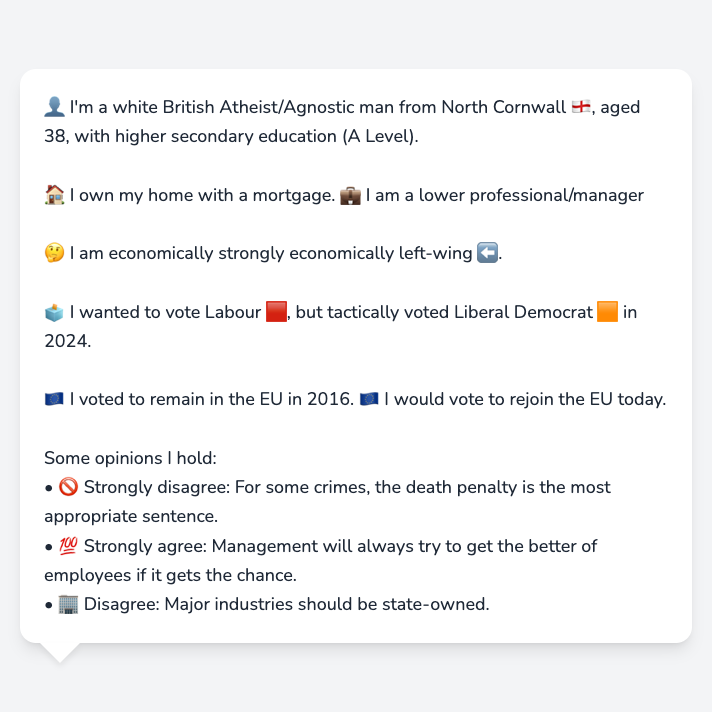 👤 I'm a white British Atheist/Agnostic man from North Cornwall 🏴󠁧󠁢󠁥󠁮󠁧󠁿, aged
38, with higher secondary education (A Level).
🏠 I own my home with a mortgage. 💼 I am a lower professional/manager
🤔 I am economically strongly economically left-wing ⬅️.
🗳️ I wanted to vote Labour 🟥, but tactically voted Liberal Democrat 🟧 in
2024.
🇪🇺 I voted to remain in the EU in 2016. 🇪🇺 I would vote to rejoin the EU today.
Some opinions I hold:
• 🚫 Strongly disagree: For some crimes, the death penalty is the most
appropriate sentence.
• 💯 Strongly agree: Management will always try to get the better of
employees if it gets the chance.
• 🏢 Disagree: Major industries should be state-owned.